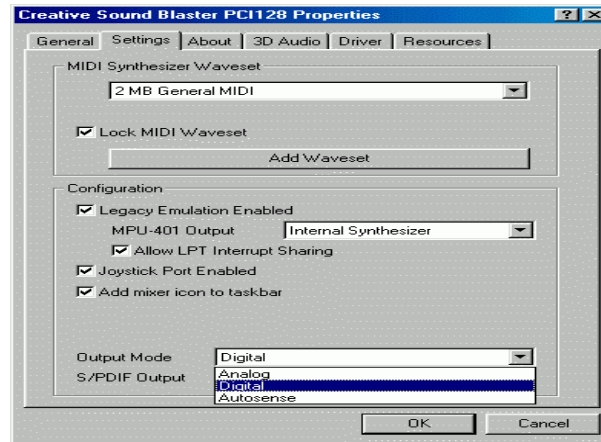 Creative Sound Blaster PCI128 Properties
General Settings About 3D Audio Driver Resources
MIDI Synthesizer Waveset
2 MB General MIDI
Lock MIDI Waveset
Add Waveset
Configuration
Legacy Emulation Enabled
MPU-401 Output Internal Synthesizer
Allow LPT Interrupt Sharing
Joystick Port Enabled
Add mixer icon to taskbar
Output Mode Digital
S/PDIF Output Analog
Digital
Autosense
OK Cancel